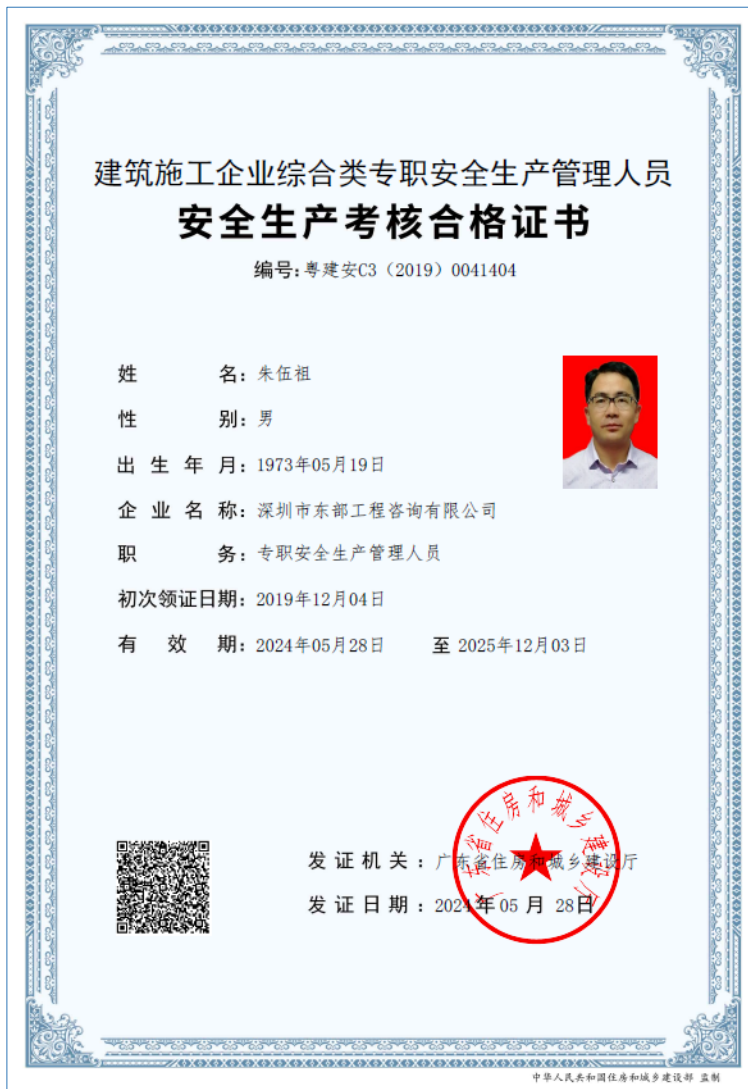 建筑施工企业综合类专职安全生产管理人员
安全生产考核合格证书
编号：粤建安C3（2019）0041404
姓名：朱伍祖
性别：男
出生年月：1973年05月19日
企业名称：深圳市东部工程咨询有限公司
职务：专职安全生产管理人员
初次领证日期：2019年12月04日
有效期：2024年05月28日 至 2025年12月03日
广东省住房和城乡建设厅
发证机关：广东省住房和城乡建设厅
发证日期：2024年05月28日
中华人民共和国住房和城乡建设部 监制